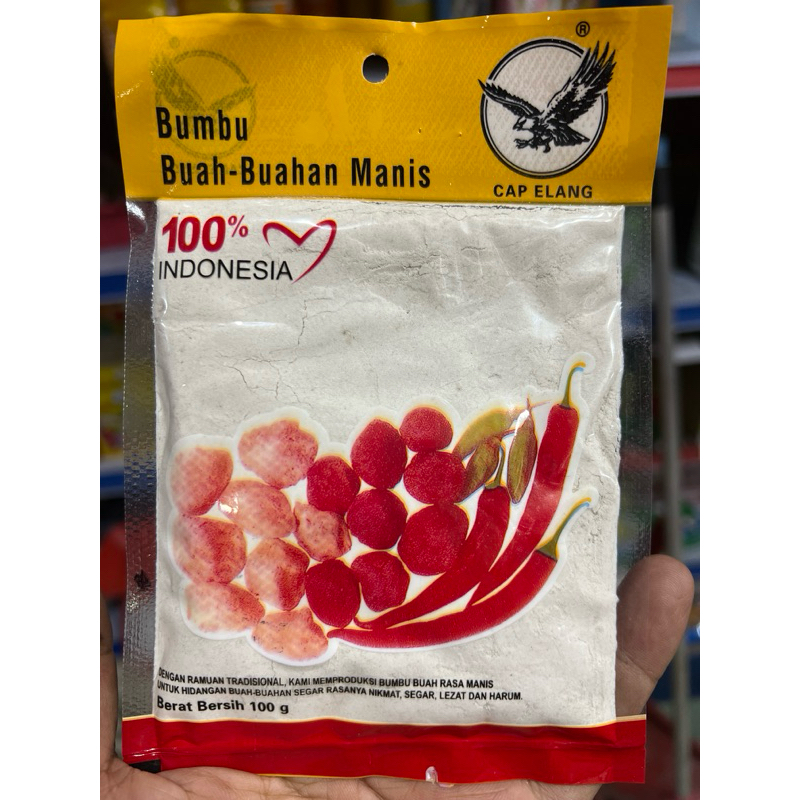 Bumbu
Buah-Buahan Manis
®
CAP ELANG
100%
INDONESIA
DENGAN RAMUAN TRADISIONAL, KAMI MEMPRODUKSI BUMBU BUAH RASA MANIS
UNTUK HIDANGAN BUAH-BUAHAN SEGAR RASANYA NIKMAT, SEGAR, LEZAT DAN HARUM.
Berat Bersih 100 g